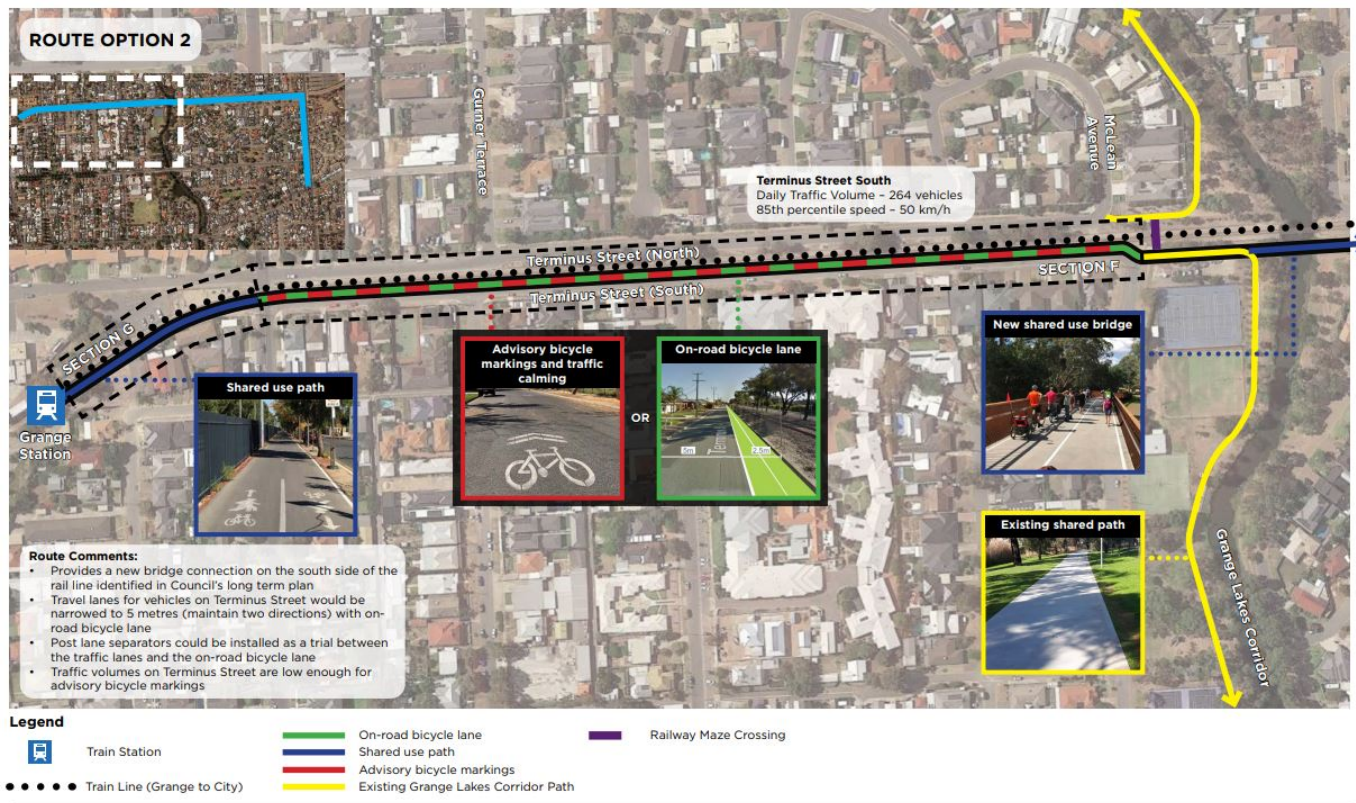 ROUTE OPTION 2
Gurner Terrace
McLean
Avenue
Terminus Street South
Daily Traffic Volume – 264 vehicles
85th percentile speed – 50 km/h
Terminus Street (North)
Terminus Street (South)
SECTION F
SECTION G
Grange
Station
Shared use path
Advisory bicycle
markings and traffic
calming
OR
On-road bicycle lane
5m
2.5m
New shared use bridge
Existing shared path
Grange Lakes Corridor
Route Comments:
• Provides a new bridge connection on the south side of the
rail line identified in Council's long term plan
• Travel lanes for vehicles on Terminus Street would be
narrowed to 5 metres (maintain two directions) with on-
road bicycle lane
• Post lane separators could be installed as a trial between
the traffic lanes and the on-road bicycle lane
• Traffic volumes on Terminus Street are low enough for
advisory bicycle markings
Legend
Train Station
Train Line (Grange to City)
On-road bicycle lane
Shared use path
Advisory bicycle markings
Existing Grange Lakes Corridor Path
Railway Maze Crossing